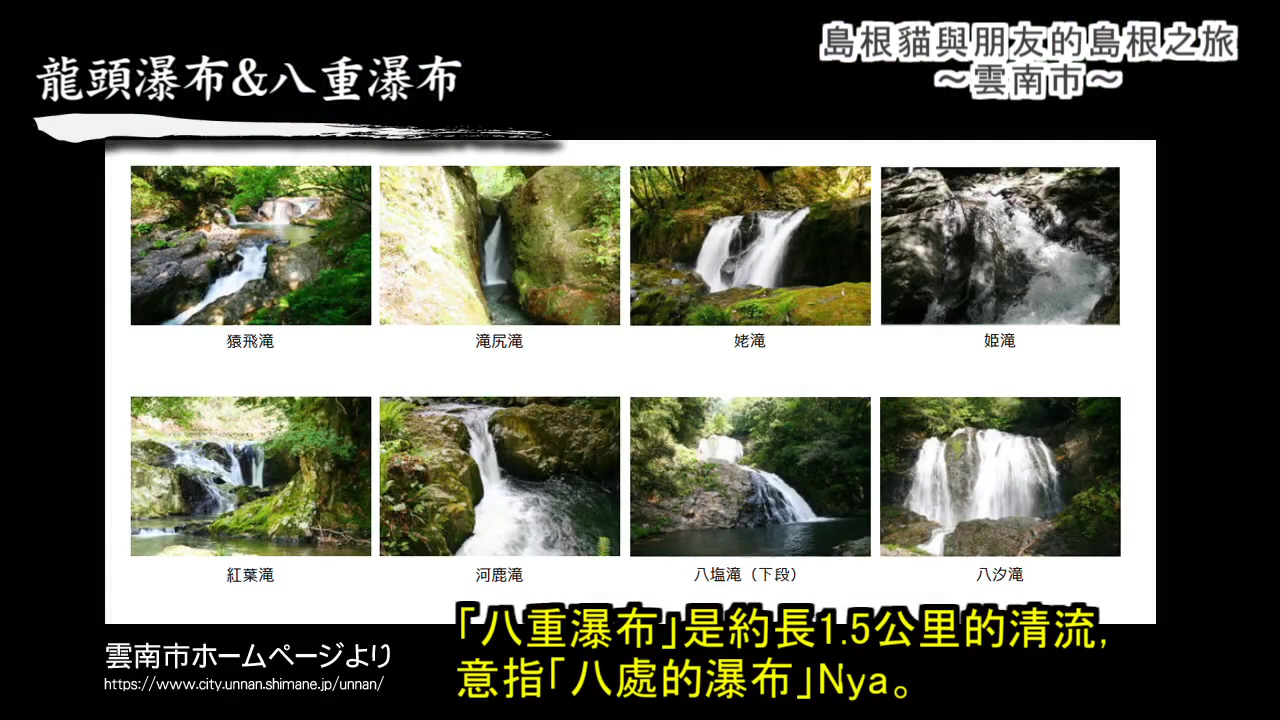 龍頭瀑布&八重瀑布
島根貓與朋友的島根之旅
～雲南市～
猿飛滝
滝尻滝
姥滝
姫滝
紅葉滝
河鹿滝
八塩滝（下段）
八汐滝
「八重瀑布」是約長1.5公里的清流,
意指「八處的瀑布」Nya。
雲南市ホームページより
https://www.city.unnan.shimane.jp/unnan/